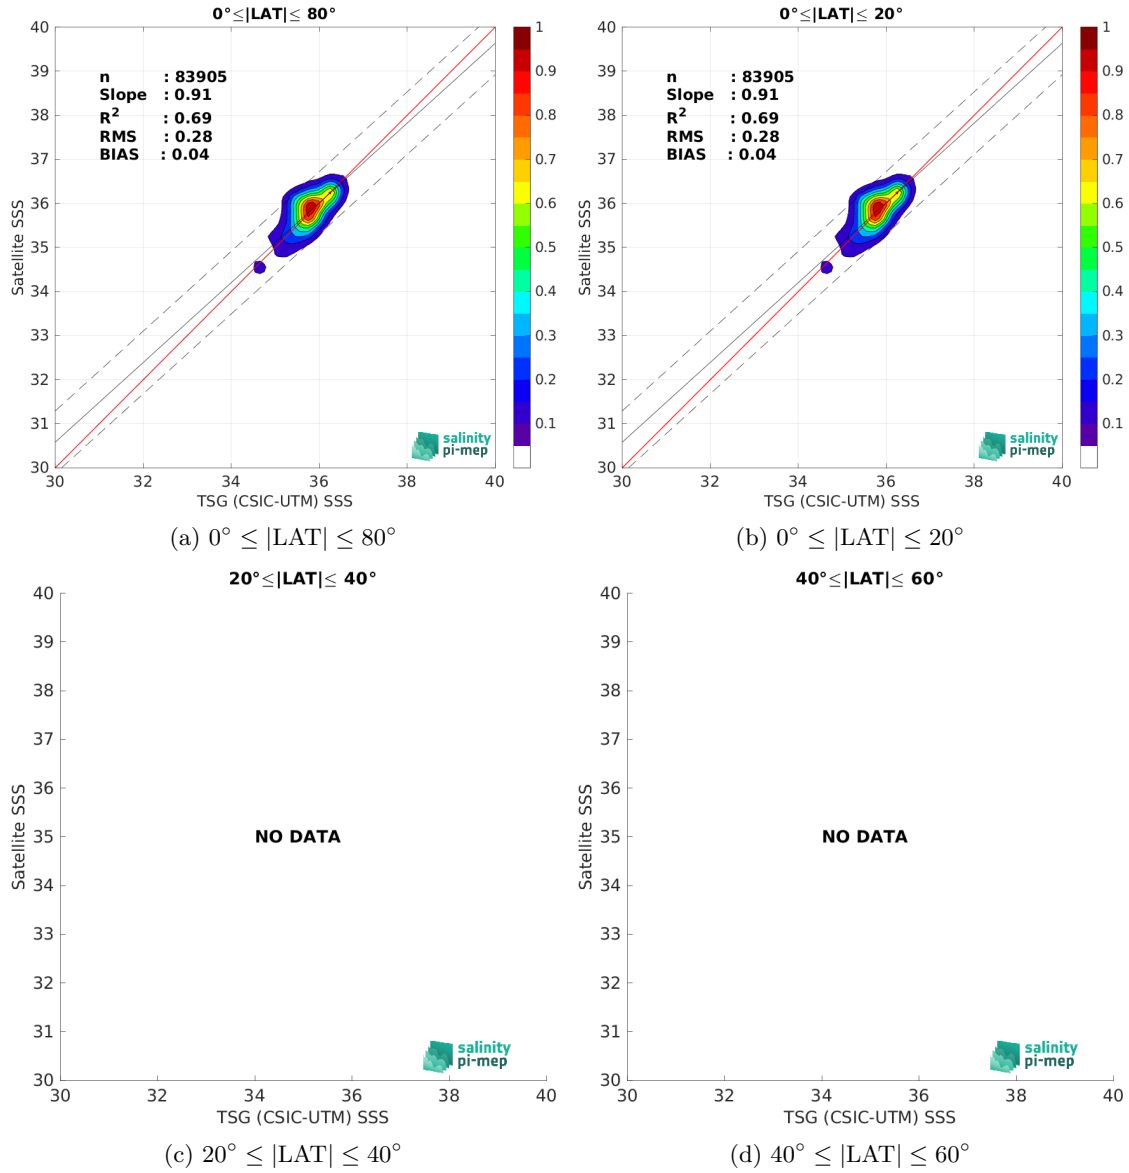 0°≤|LAT|≤ 80°
40
39
38
37
36
35
34
33
32
31
30
Satellite SSS
n : 83905
Slope : 0.91
R² : 0.69
RMS : 0.28
BIAS : 0.04
salinity
pi-mep
30 32 34 36 38 40
TSG (CSIC-UTM) SSS
1
0.9
0.8
0.7
0.6
0.5
0.4
0.3
0.2
0.1
(a) 0° ≤ |LAT| ≤ 80°
0°≤|LAT|≤ 20°
40
39
38
37
36
35
34
33
32
31
30
Satellite SSS
n : 83905
Slope : 0.91
R² : 0.69
RMS : 0.28
BIAS : 0.04
salinity
pi-mep
30 32 34 36 38 40
TSG (CSIC-UTM) SSS
1
0.9
0.8
0.7
0.6
0.5
0.4
0.3
0.2
0.1
(b) 0° ≤ |LAT| ≤ 20°
20°≤|LAT|≤ 40°
40
39
38
37
36
35
34
33
32
31
30
Satellite SSS
NO DATA
salinity
pi-mep
30 32 34 36 38 40
TSG (CSIC-UTM) SSS
(c) 20° ≤ |LAT| ≤ 40°
40°≤|LAT|≤ 60°
40
39
38
37
36
35
34
33
32
31
30
Satellite SSS
NO DATA
salinity
pi-mep
30 32 34 36 38 40
TSG (CSIC-UTM) SSS
(d) 40° ≤ |LAT| ≤ 60°